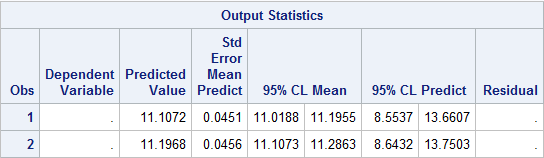 Output Statistics
Obs Dependent Variable Predicted Value Std Error Mean Predict 95% CL Mean 95% CL Predict Residual
1 . 11.1072 0.0451 11.0188 11.1955 8.5537 13.6607 .
2 . 11.1968 0.0456 11.1073 11.2863 8.6432 13.7503 .